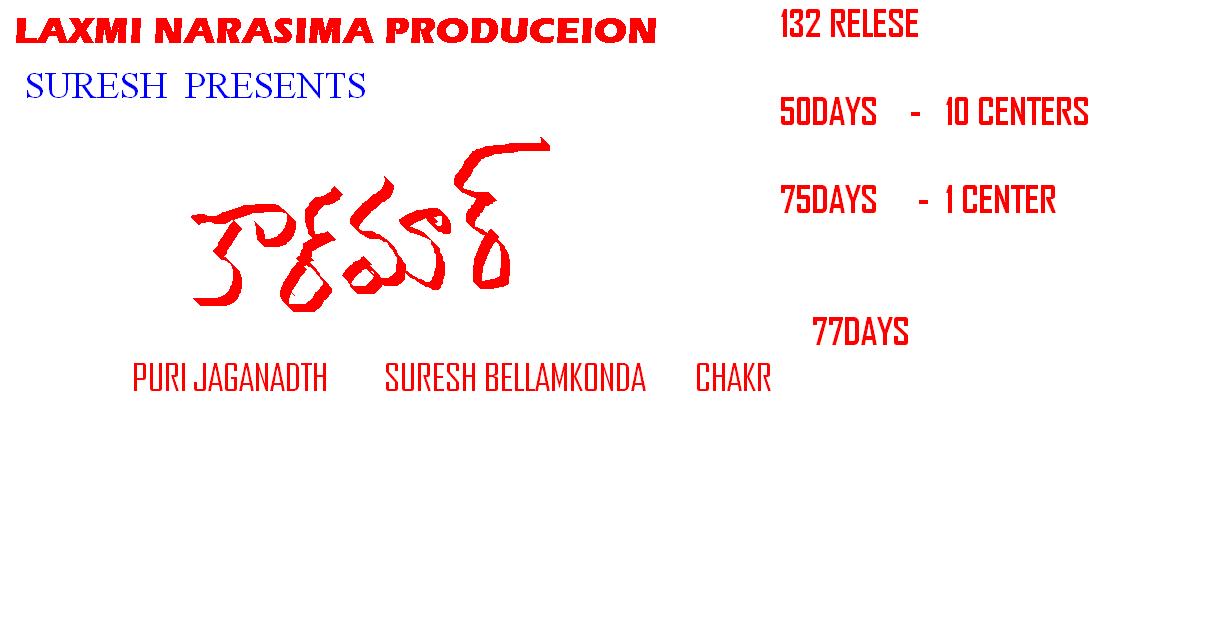 LAXMI NARASIMA PRODUCEION
SURESH PRESENTS
కార్‌మార్
PURI JAGANADTH SURESH BELLAMKONDA CHAKR
132 RELESE
50DAYS - 10 CENTERS
75DAYS - 1 CENTER
77DAYS